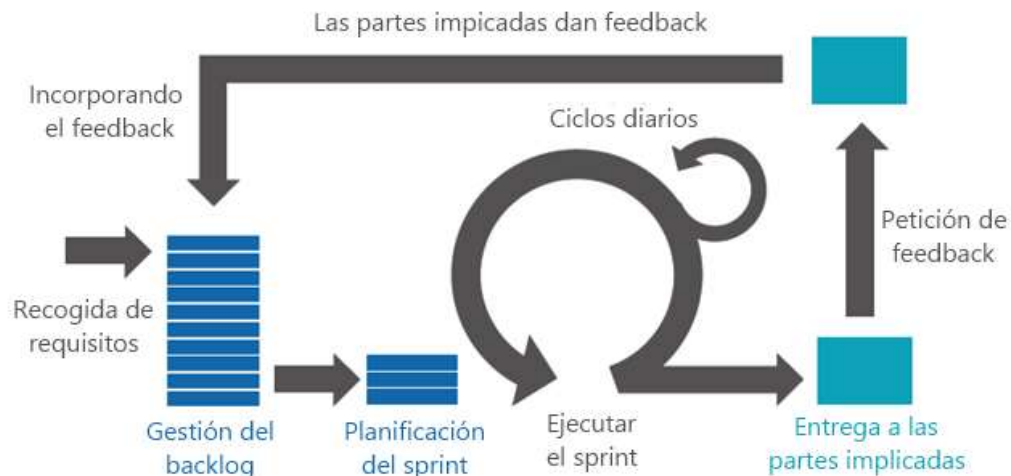 Las partes impicadas dan feedback
Incorporando
el feedback
Ciclos diarios
Petición de
feedback
Recogida de
requisitos
Gestión del
backlog
Planificación
del sprint
Ejecutar
el sprint
Entrega a las
partes implicadas